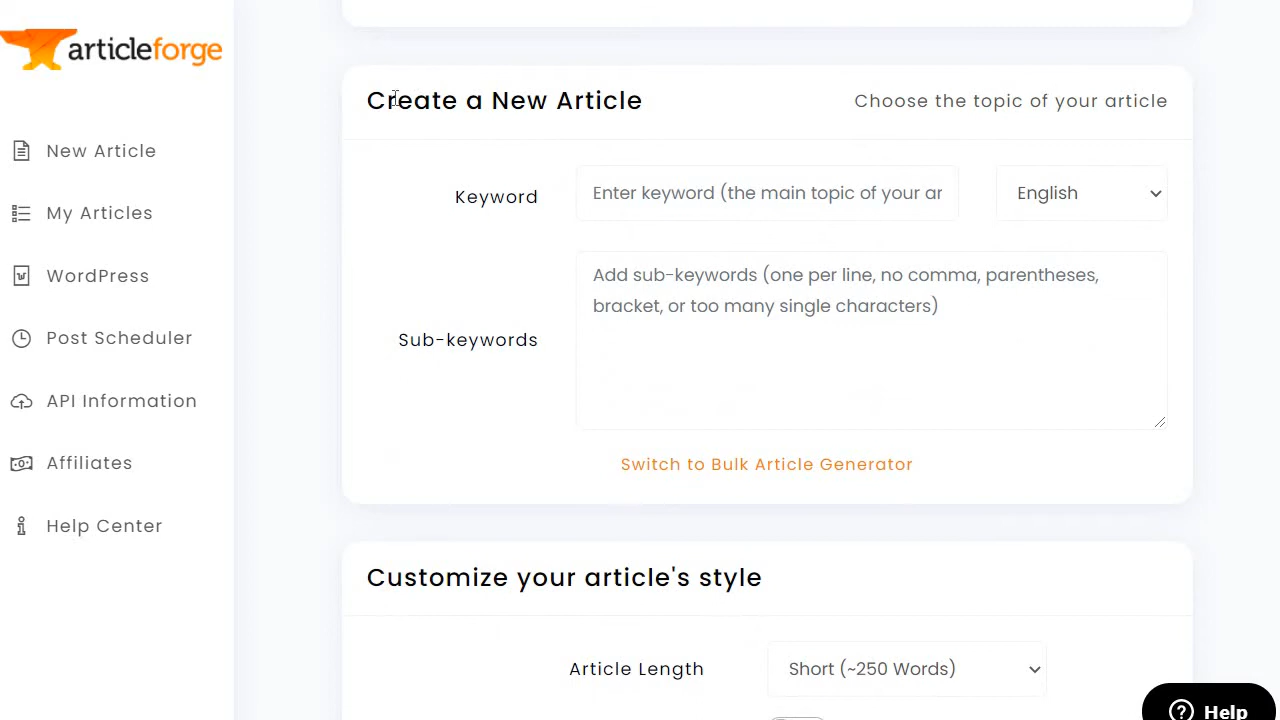 articleforge
New Article
My Articles
WordPress
Post Scheduler
API Information
Affiliates
Help Center
Create a New Article
Choose the topic of your article
Keyword
Enter keyword (the main topic of your ar
English
Sub-keywords
Add sub-keywords (one per line, no comma, parentheses,
bracket, or too many single characters)
Switch to Bulk Article Generator
Customize your article's style
Article Length
Short (~250 Words)
Help